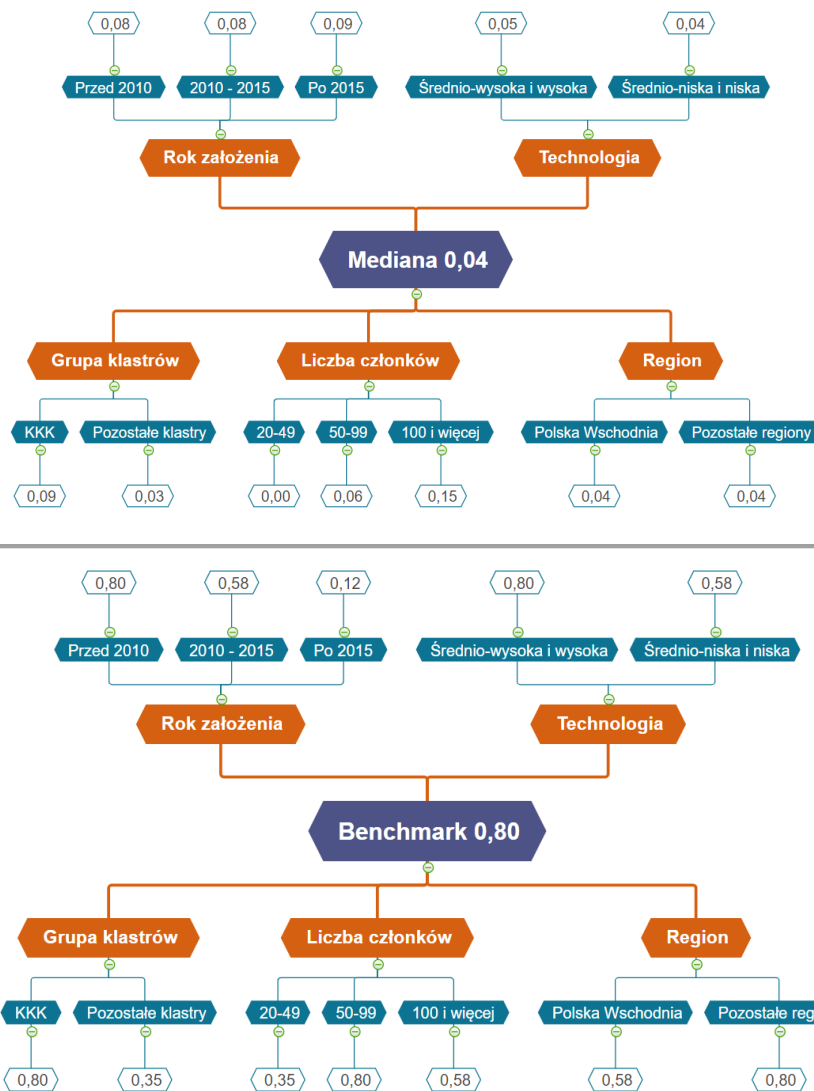 0,08
0,08
0,09
0,05
0,04
Przed 2010
2010 - 2015
Po 2015
Średnio-wysoka i wysoka
Średnio-niska i niska
Rok założenia
Technologia
Mediana 0,04
Grupa klastrów
Liczba członków
Region
KKK
Pozostałe klastry
20-49
50-99
100 i więcej
Polska Wschodnia
Pozostałe regiony
0,09
0,03
0,00
0,06
0,15
0,04
0,04
0,80
0,58
0,12
0,80
0,58
Przed 2010
2010 - 2015
Po 2015
Średnio-wysoka i wysoka
Średnio-niska i niska
Rok założenia
Technologia
Benchmark 0,80
Grupa klastrów
Liczba członków
Region
KKK
Pozostałe klastry
20-49
50-99
100 i więcej
Polska Wschodnia
Pozostałe reg
0,80
0,35
0,35
0,80
0,58
0,58
0,80